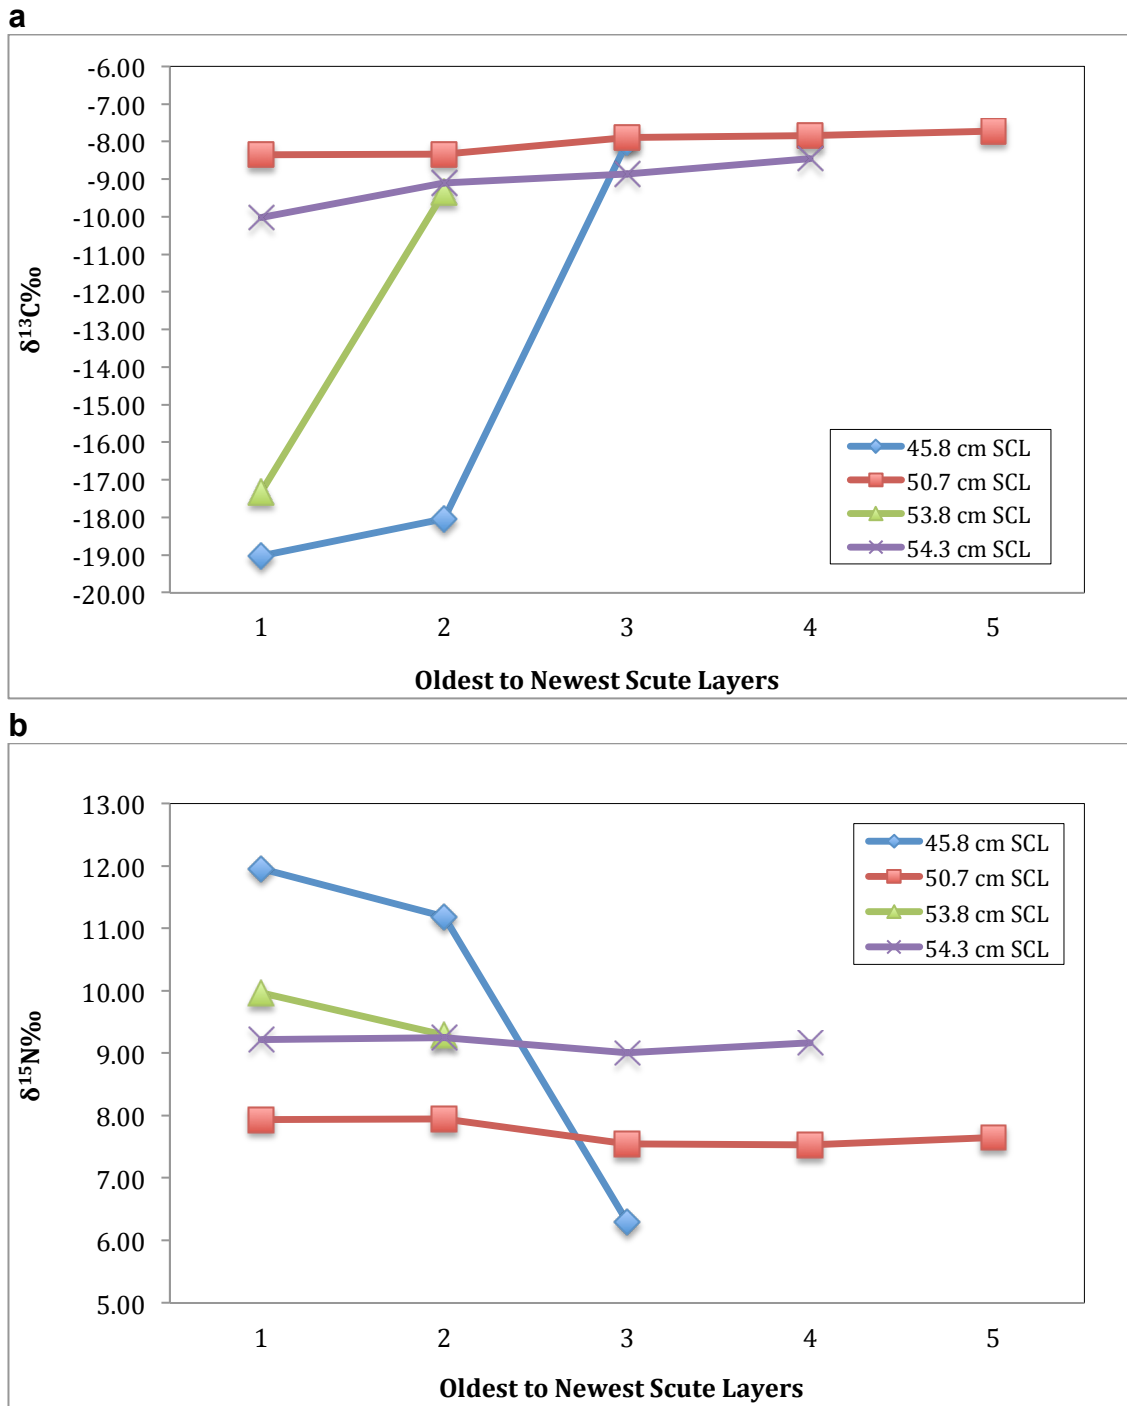 a
-6.00
-7.00
-8.00
-9.00
-10.00
-11.00
-12.00
-13.00
-14.00
-15.00
-16.00
-17.00
-18.00
-19.00
-20.00
δ¹³C‰
45.8 cm SCL
50.7 cm SCL
53.8 cm SCL
54.3 cm SCL
1 2 3 4 5
Oldest to Newest Scute Layers
b
13.00
12.00
11.00
10.00
9.00
8.00
7.00
6.00
5.00
δ¹⁵N‰
45.8 cm SCL
50.7 cm SCL
53.8 cm SCL
54.3 cm SCL
1 2 3 4 5
Oldest to Newest Scute Layers